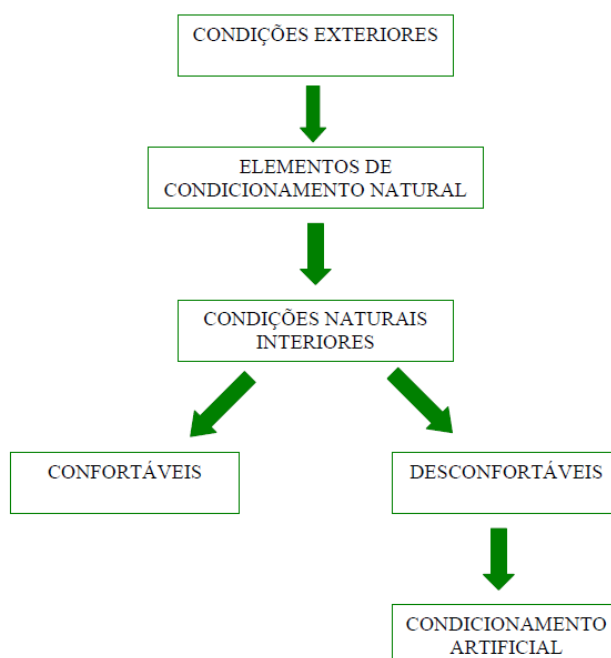 CONDIÇÕES EXTERIORES
ELEMENTOS DE
CONDICIONAMENTO NATURAL
CONDIÇÕES NATURAIS
INTERIORES
CONFORTÁVEIS
DESCONFORTÁVEIS
CONDICIONAMENTO
ARTIFICIAL